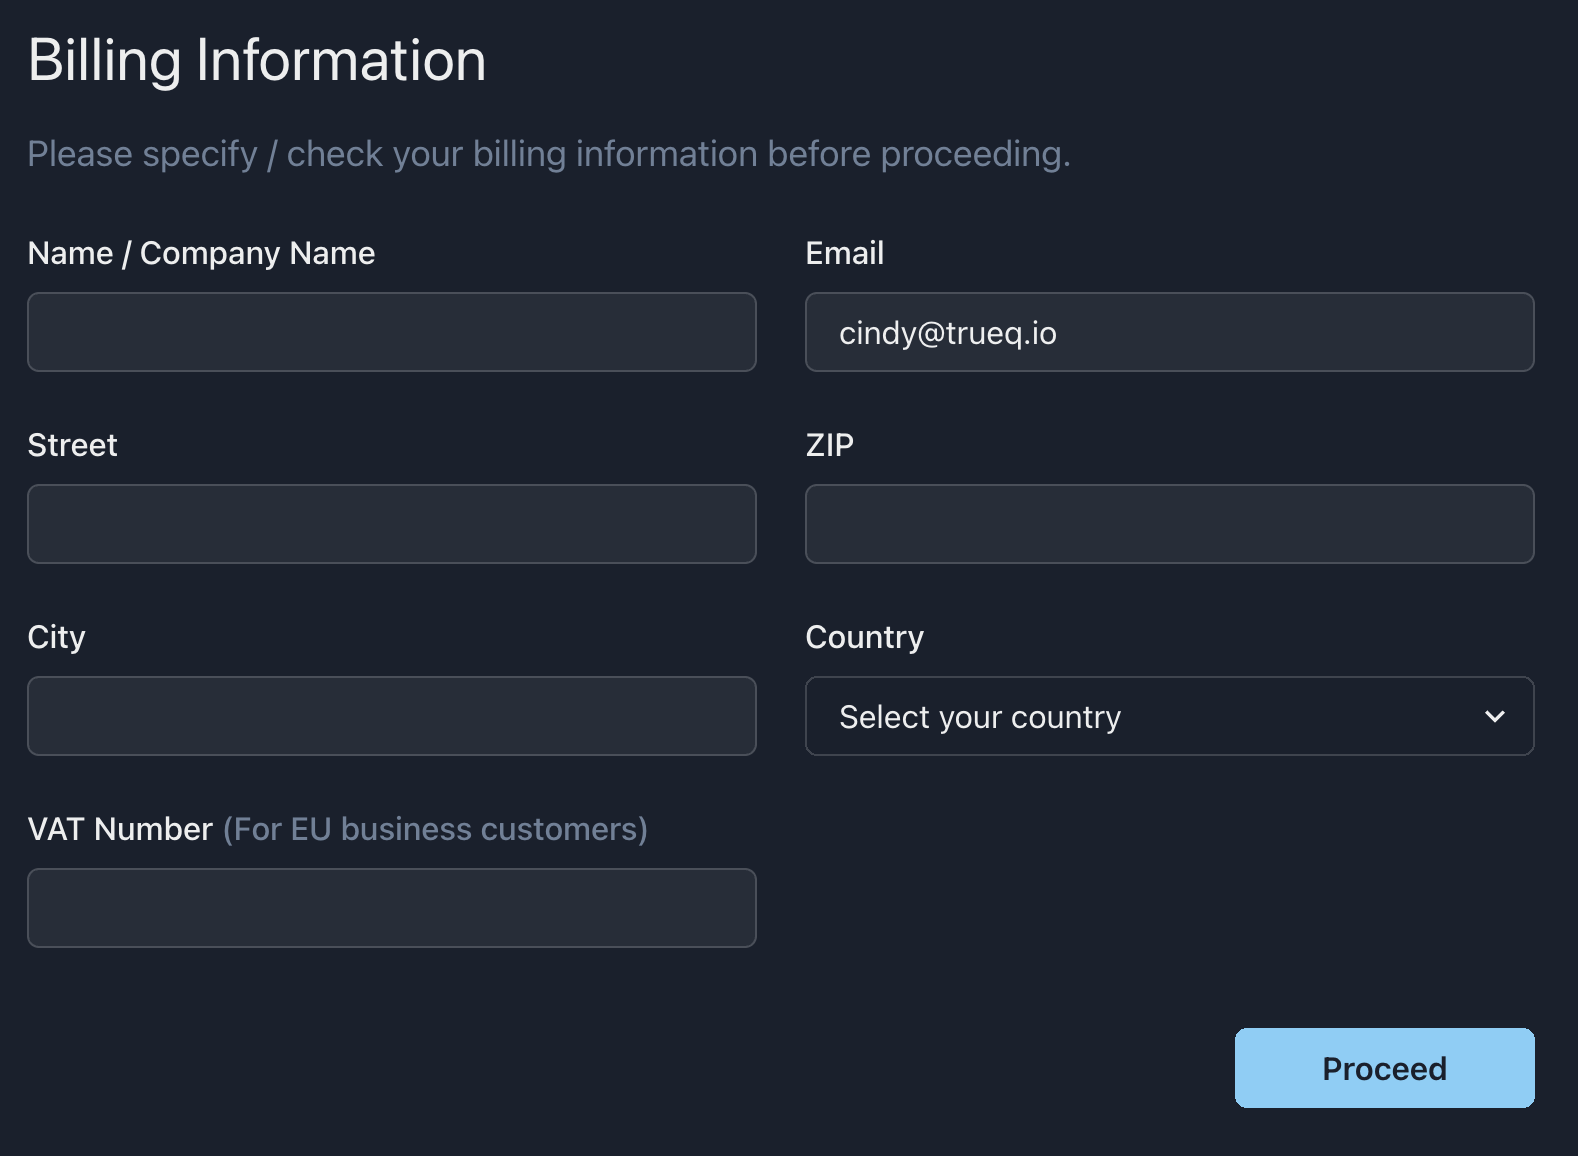 Billing Information
Please specify / check your billing information before proceeding.
Name / Company Name
Email
cindy@trueq.io
Street
ZIP
City
Country
Select your country
VAT Number (For EU business customers)
Proceed